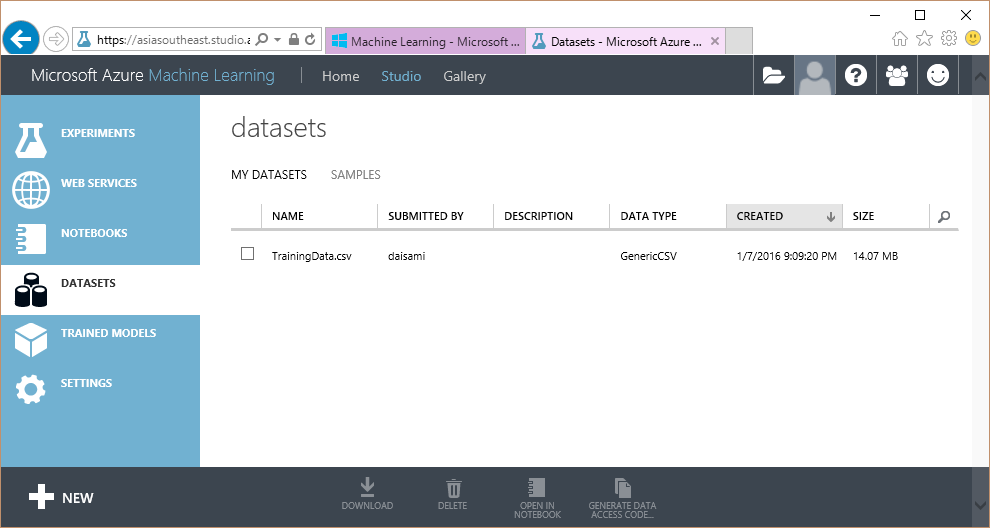 https://asiasoutheast.studio.a
Machine Learning - Microsoft ...
Datasets - Microsoft Azure ...
Microsoft Azure Machine Learning
Home
Studio
Gallery
EXPERIMENTS
WEB SERVICES
NOTEBOOKS
DATASETS
TRAINED MODELS
SETTINGS
datasets
MY DATASETS
SAMPLES
NAME SUBMITTED BY DESCRIPTION DATA TYPE CREATED SIZE
TrainingData.csv daisami GenericCSV 1/7/2016 9:09:20 PM 14.07 MB
NEW
DOWNLOAD
DELETE
OPEN IN
NOTEBOOK
GENERATE DATA
ACCESS CODE...